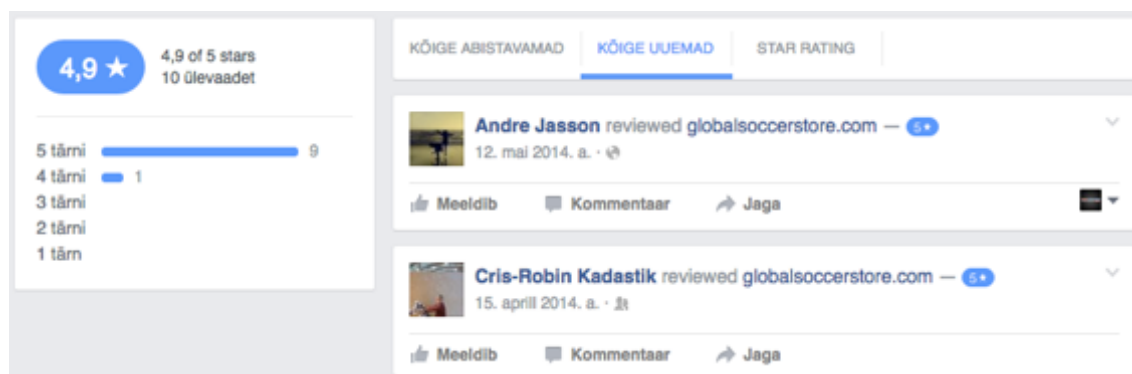 4,9 ★
4,9 of 5 stars
10 ülevaadet
5 tärni 9
4 tärni 1
3 tärni
2 tärni
1 tärn
KÕIGE ABISTAVAMAD KÕIGE UUEMAD STAR RATING
Andre Jasson reviewed globalsoccerstore.com — 5★
12. mai 2014. a. ·
Meeldib Kommentaar Jaga
Cris-Robin Kadastik reviewed globalsoccerstore.com — 5★
15. aprill 2014. a. ·
Meeldib Kommentaar Jaga